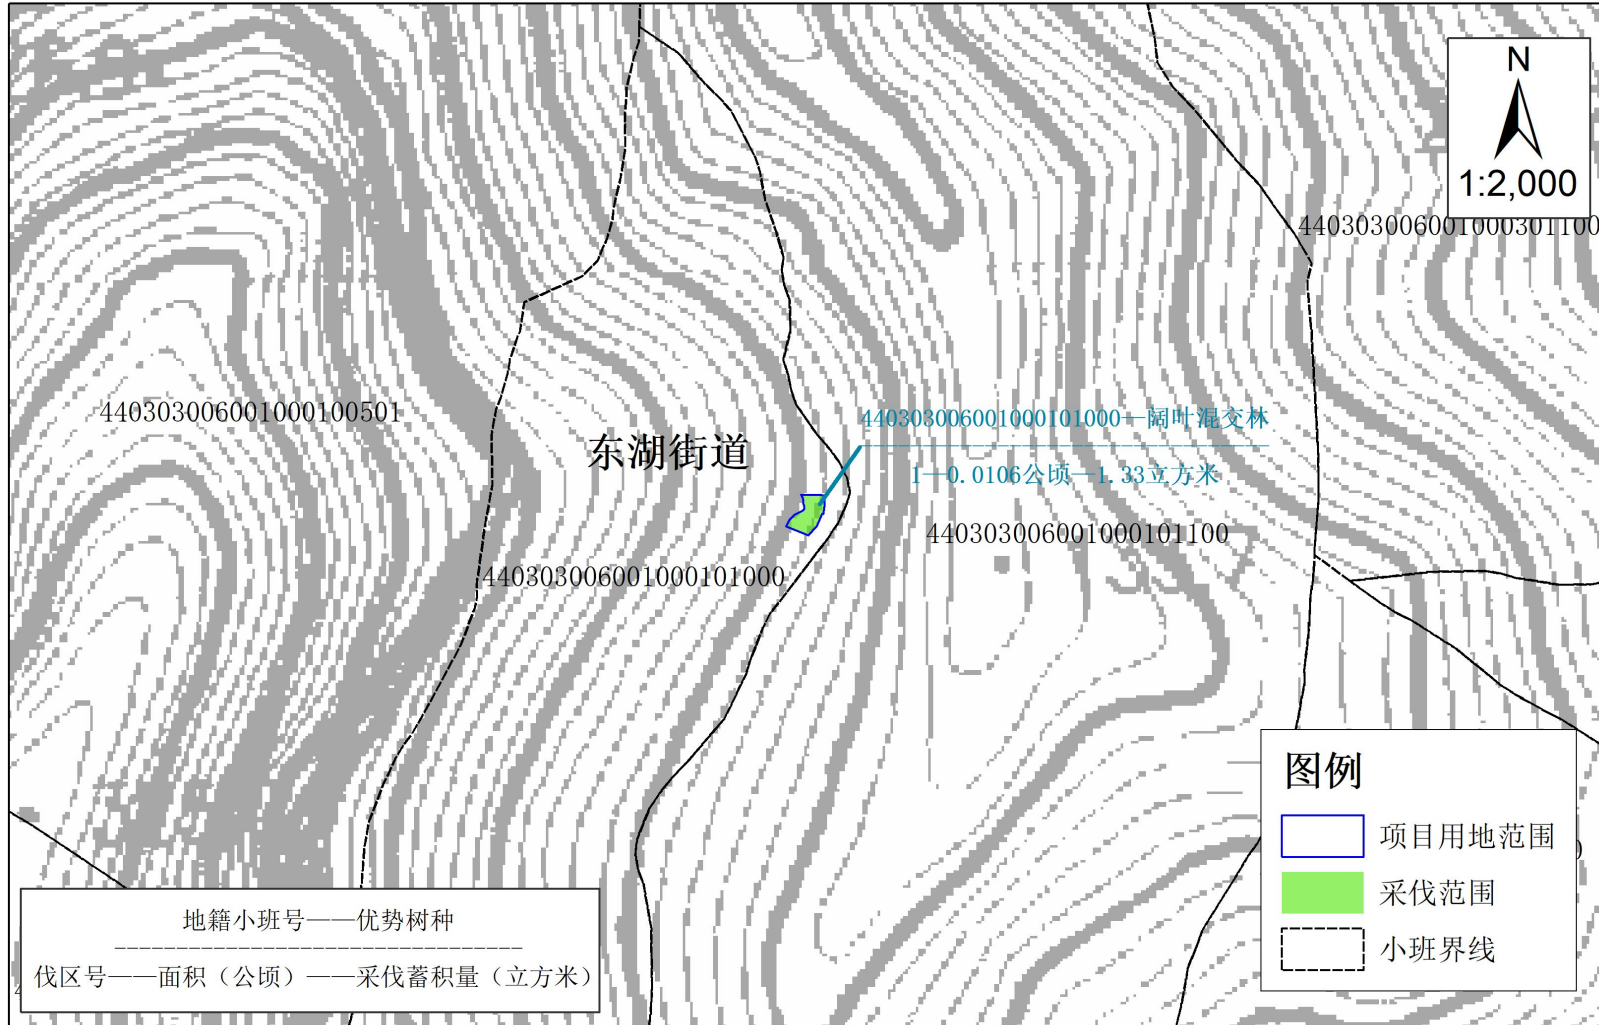 N
1:2,000
440303006001000301100
440303006001000100501
东湖街道
440303006001000101000—阔叶混交林
1—0.0106公顷—1.33立方米
440303006001000101100
440303006001000101000
图例
项目用地范围
采伐范围
小班界线
地籍小班号——优势树种
伐区号——面积（公顷）——采伐蓄积量（立方米）